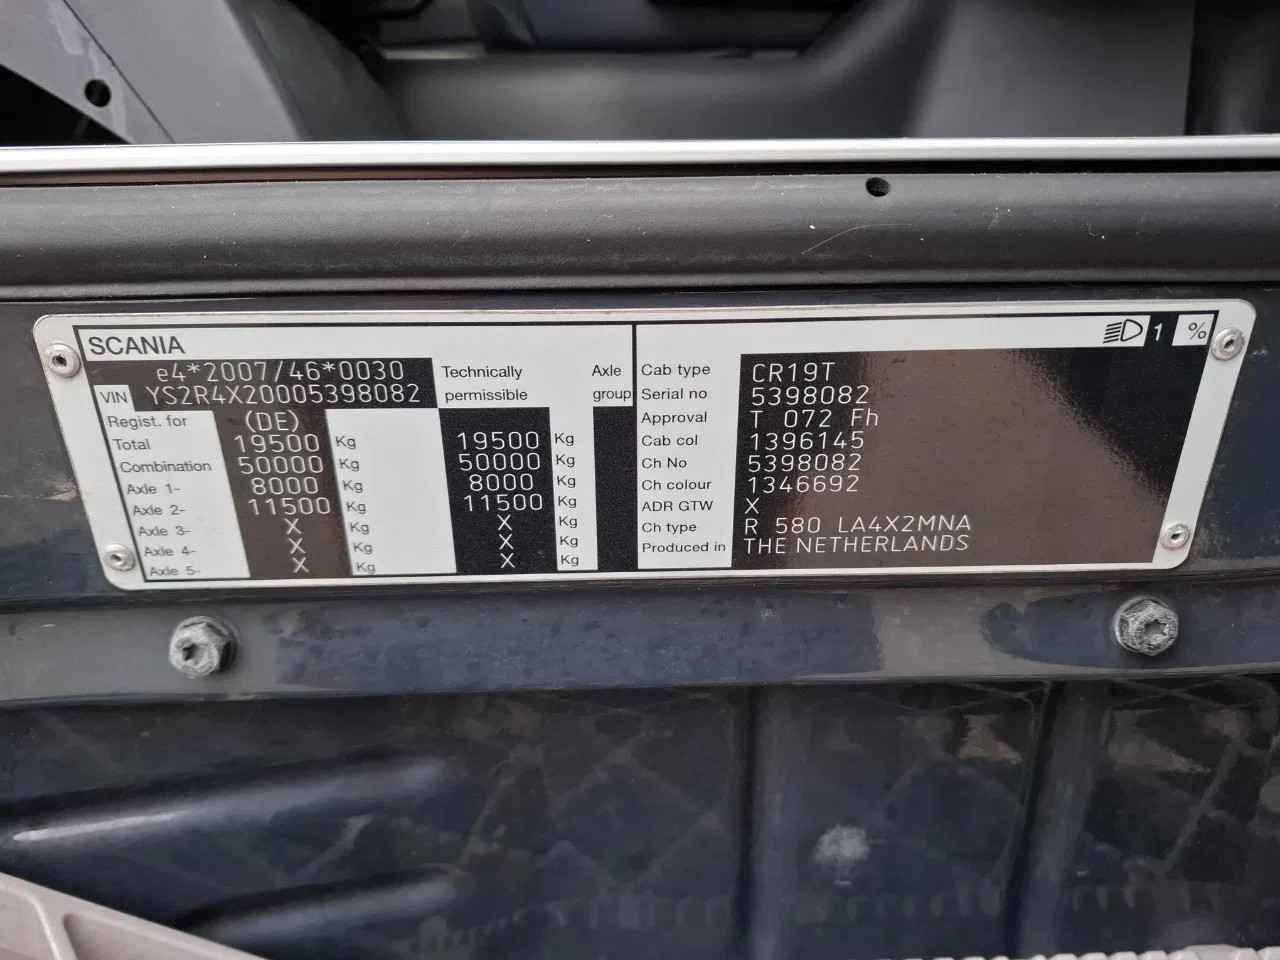 SCANIA
e4*2007/46*0030
VIN YS2R4X20005398082
Technically permissible
Axle group
Regist. for (DE)
Total 19500 Kg 19500 Kg
Combination 50000 Kg 50000 Kg
Axle 1- 8000 Kg 8000 Kg
Axle 2- 11500 Kg 11500 Kg
Axle 3- X Kg X Kg
Axle 4- X Kg X Kg
Axle 5- X Kg X Kg
1 %
Cab type CR19T
Serial no 5398082
Approval T 072 Fh
Cab col 1396145
Ch No 5398082
Ch colour 1346692
ADR GTW X
Ch type R 580 LA4X2MNA
Produced in THE NETHERLANDS